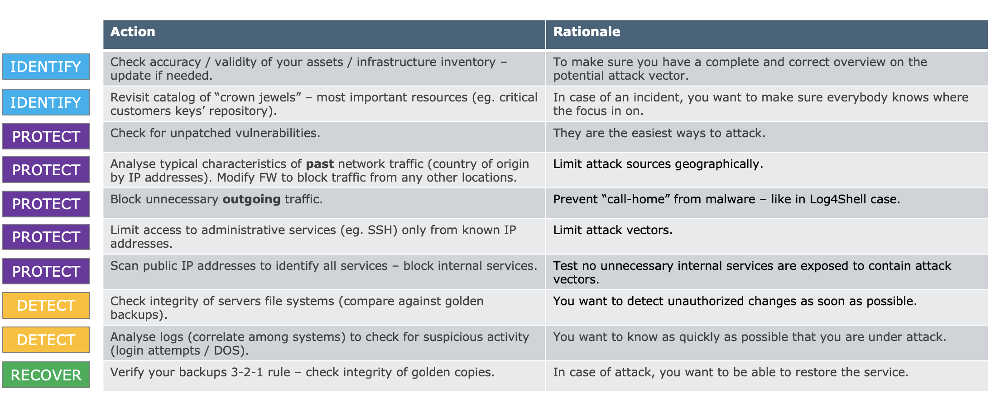 Action Rationale
IDENTIFY
Check accuracy / validity of your assets / infrastructure inventory –
update if needed.
To make sure you have a complete and correct overview on the
potential attack vector.
IDENTIFY
Revisit catalog of “crown jewels” – most important resources (eg. critical
customers keys’ repository).
In case of an incident, you want to make sure everybody knows where
the focus in on.
PROTECT
Check for unpatched vulnerabilities.
They are the easiest ways to attack.
PROTECT
Analyse typical characteristics of past network traffic (country of origin
by IP addresses). Modify FW to block traffic from any other locations.
Limit attack sources geographically.
PROTECT
Block unnecessary outgoing traffic.
Prevent “call-home” from malware – like in Log4Shell case.
PROTECT
Limit access to administrative services (eg. SSH) only from known IP
addresses.
Limit attack vectors.
PROTECT
Scan public IP addresses to identify all services – block internal services.
Test no unnecessary internal services are exposed to contain attack
vectors.
DETECT
Check integrity of servers file systems (compare against golden
backups).
You want to detect unauthorized changes as soon as possible.
DETECT
Analyse logs (correlate among systems) to check for suspicious activity
(login attempts / DOS).
You want to know as quickly as possible that you are under attack.
RECOVER
Verify your backups 3-2-1 rule – check integrity of golden copies.
In case of attack, you want to be able to restore the service.